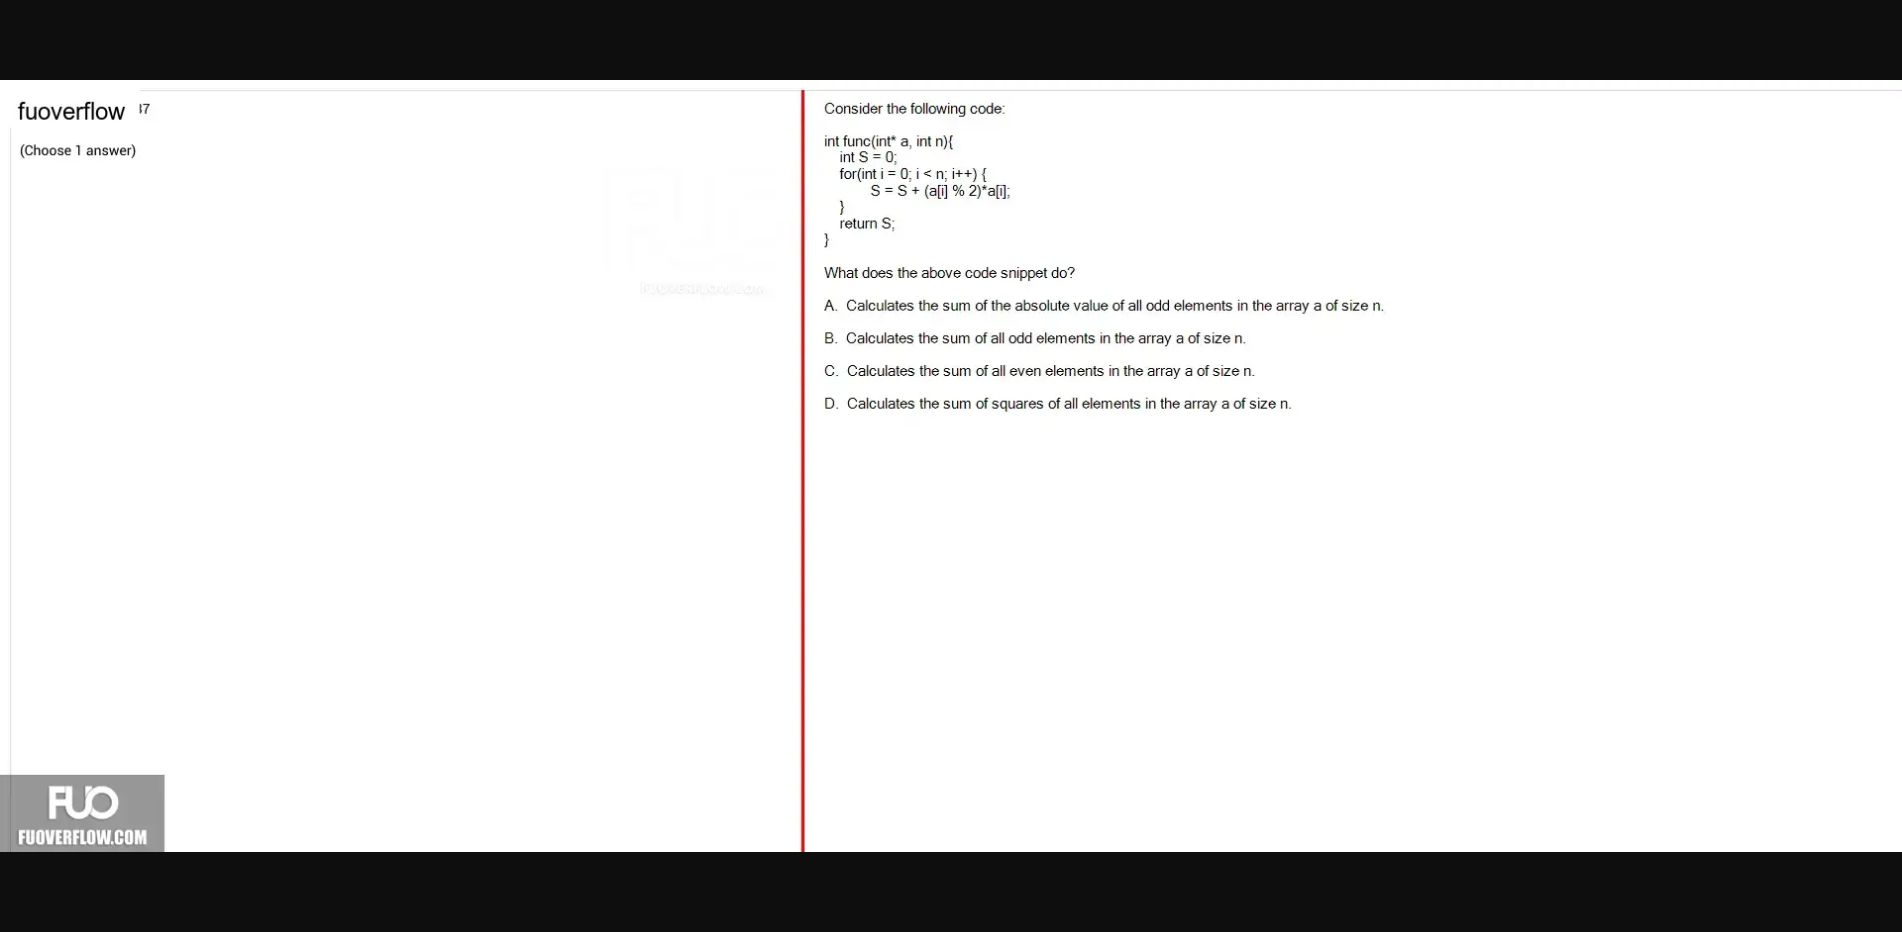 fuoverflow 37
(Choose 1 answer)
Consider the following code:
int func(int* a, int n){
int S = 0;
for(int i = 0; i < n; i++) {
S = S + (a[i] % 2)*a[i];
}
return S;
}
What does the above code snippet do?
A. Calculates the sum of the absolute value of all odd elements in the array a of size n.
B. Calculates the sum of all odd elements in the array a of size n.
C. Calculates the sum of all even elements in the array a of size n.
D. Calculates the sum of squares of all elements in the array a of size n.
FUOVERFLOW.COM
FUO
FUOVERFLOW.COM